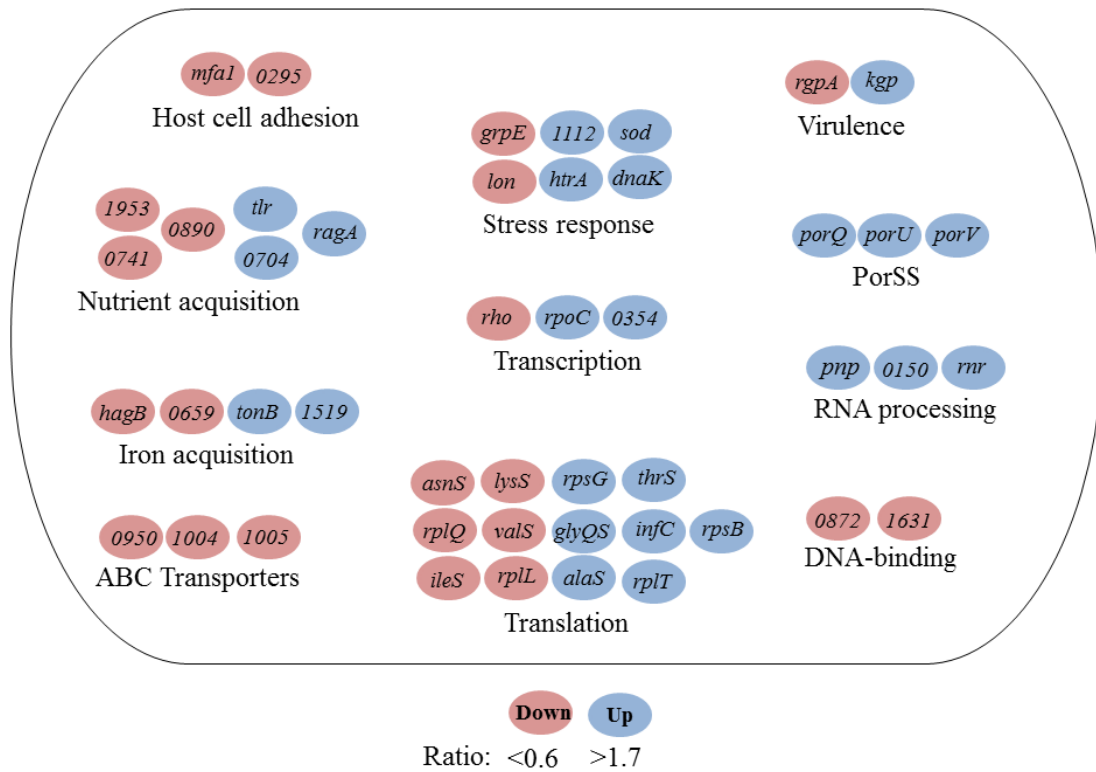 mfa1 0295
Host cell adhesion
rgpA kgp
Virulence
grpE 1112 sod
lon htrA dnaK
Stress response
1953 0890 tlr ragA
0741 0704
Nutrient acquisition
porQ porU porV
PorSS
rho rpoC 0354
Transcription
pnp 0150 rnr
RNA processing
hagB 0659 tonB 1519
Iron acquisition
asnS lysS rpsG thrS
rplQ valS glyQS infC rpsB
ileS rplL alaS rplT
Translation
0950 1004 1005
ABC Transporters
0872 1631
DNA-binding
Down Up
Ratio: <0.6 >1.7